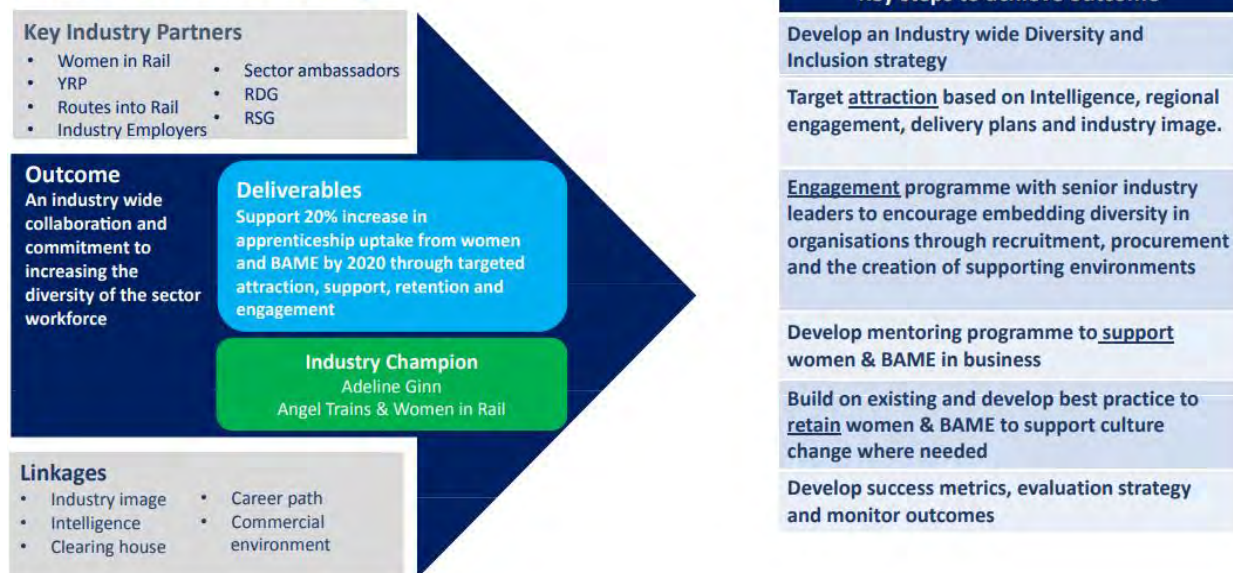 Key Industry Partners
• Women in Rail
• YRP
• Routes into Rail
• Industry Employers
• Sector ambassadors
• RDG
• RSG
Outcome
An industry wide
collaboration and
commitment to
increasing the
diversity of the sector
workforce
Deliverables
Support 20% increase in
apprenticeship uptake from women
and BAME by 2020 through targeted
attraction, support, retention and
engagement
Industry Champion
Adeline Ginn
Angel Trains & Women in Rail
Linkages
• Industry image
• Intelligence
• Clearing house
• Career path
• Commercial
environment
Develop an Industry wide Diversity and
Inclusion strategy
Target attraction based on Intelligence, regional
engagement, delivery plans and industry image.
Engagement programme with senior industry
leaders to encourage embedding diversity in
organisations through recruitment, procurement
and the creation of supporting environments
Develop mentoring programme to support
women & BAME in business
Build on existing and develop best practice to
retain women & BAME to support culture
change where needed
Develop success metrics, evaluation strategy
and monitor outcomes